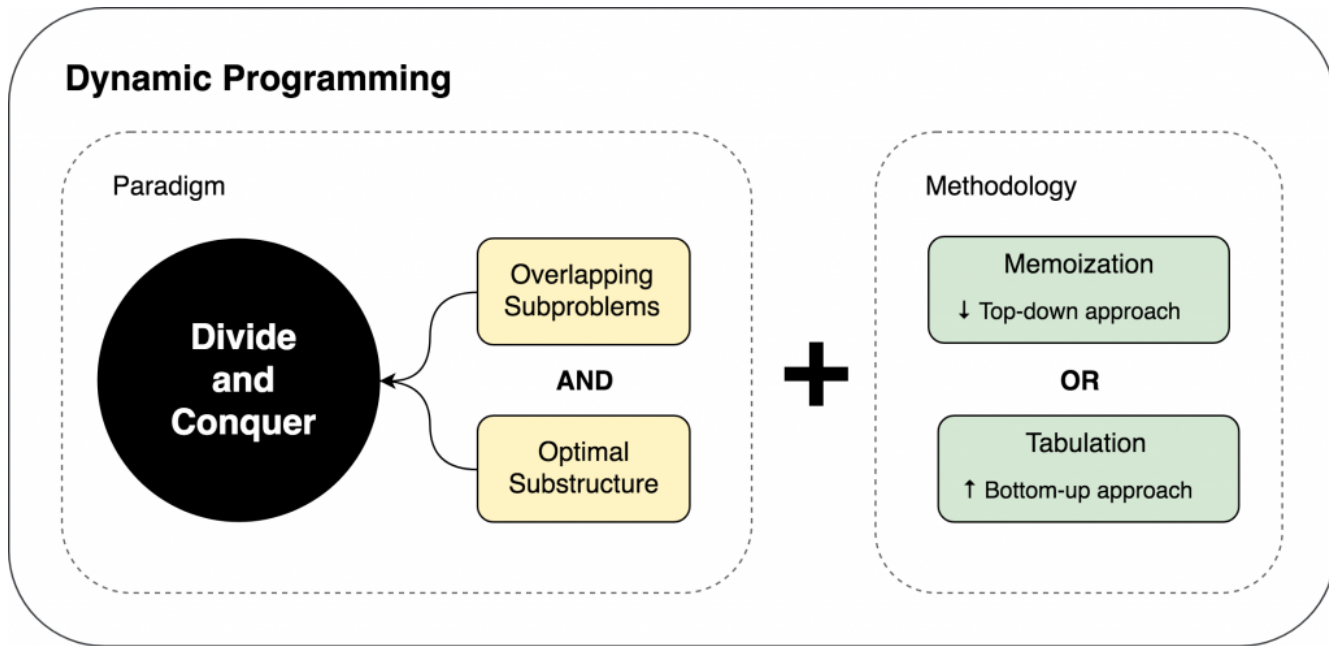 Dynamic Programming
Paradigm
Divide
and
Conquer
Overlapping
Subproblems
AND
Optimal
Substructure
+
Methodology
Memoization
↓ Top-down approach
OR
Tabulation
↑ Bottom-up approach